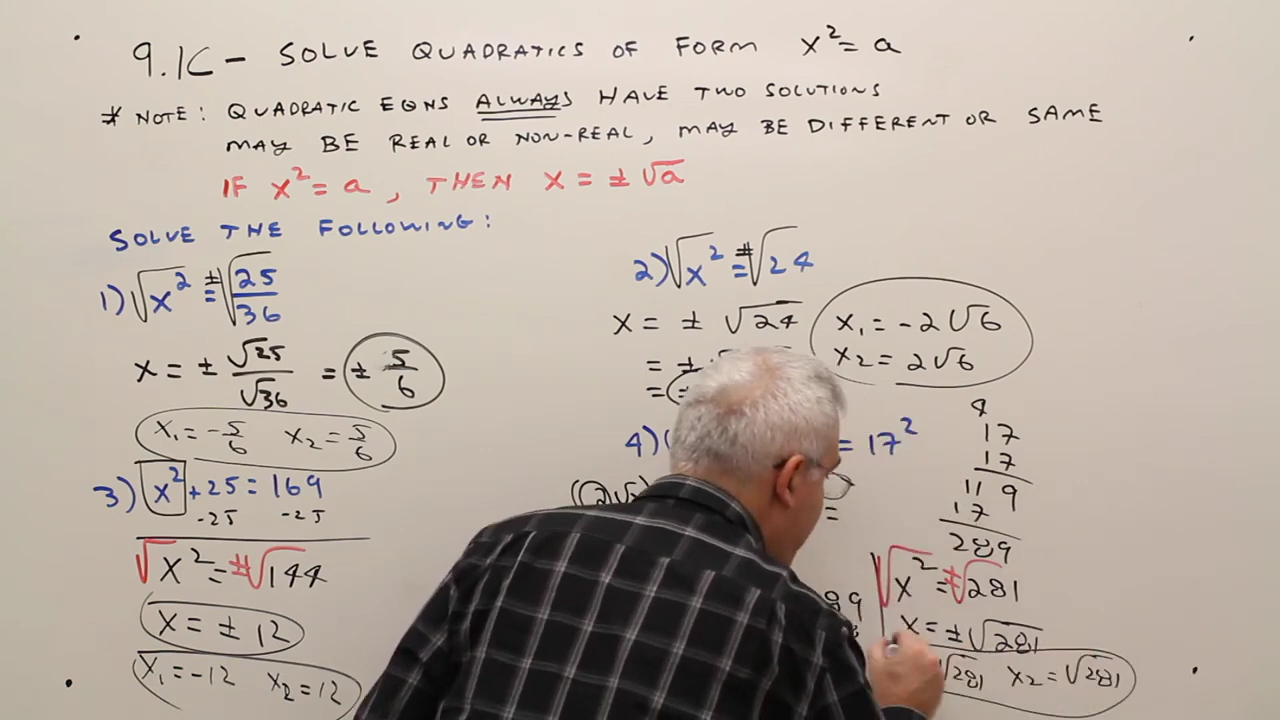 9.1C - SOLVE QUADRATICS OF FORM x² = a
* NOTE: QUADRATIC EQNS ALWAYS HAVE TWO SOLUTIONS
MAY BE REAL OR NON-REAL, MAY BE DIFFERENT OR SAME
IF x² = a, THEN x = ± √a
SOLVE THE FOLLOWING:
1) √x² = ± √25/36
x = ± √25/√36 = ± 5/6
x₁ = -5/6 x₂ = 5/6
3) x² + 25 = 169
-25 -25
√x² = ± √144
x = ± 12
x₁ = -12 x₂ = 12
2) √x² = ± √24
x = ± √24
= ±
= ±
x₁ = -2√6
x₂ = 2√6
4) ( = 17²
(2√2)
=
4
17
17
119
17
289
89
√x² = ± √281
x = ± √281
√281 x₂ = √281